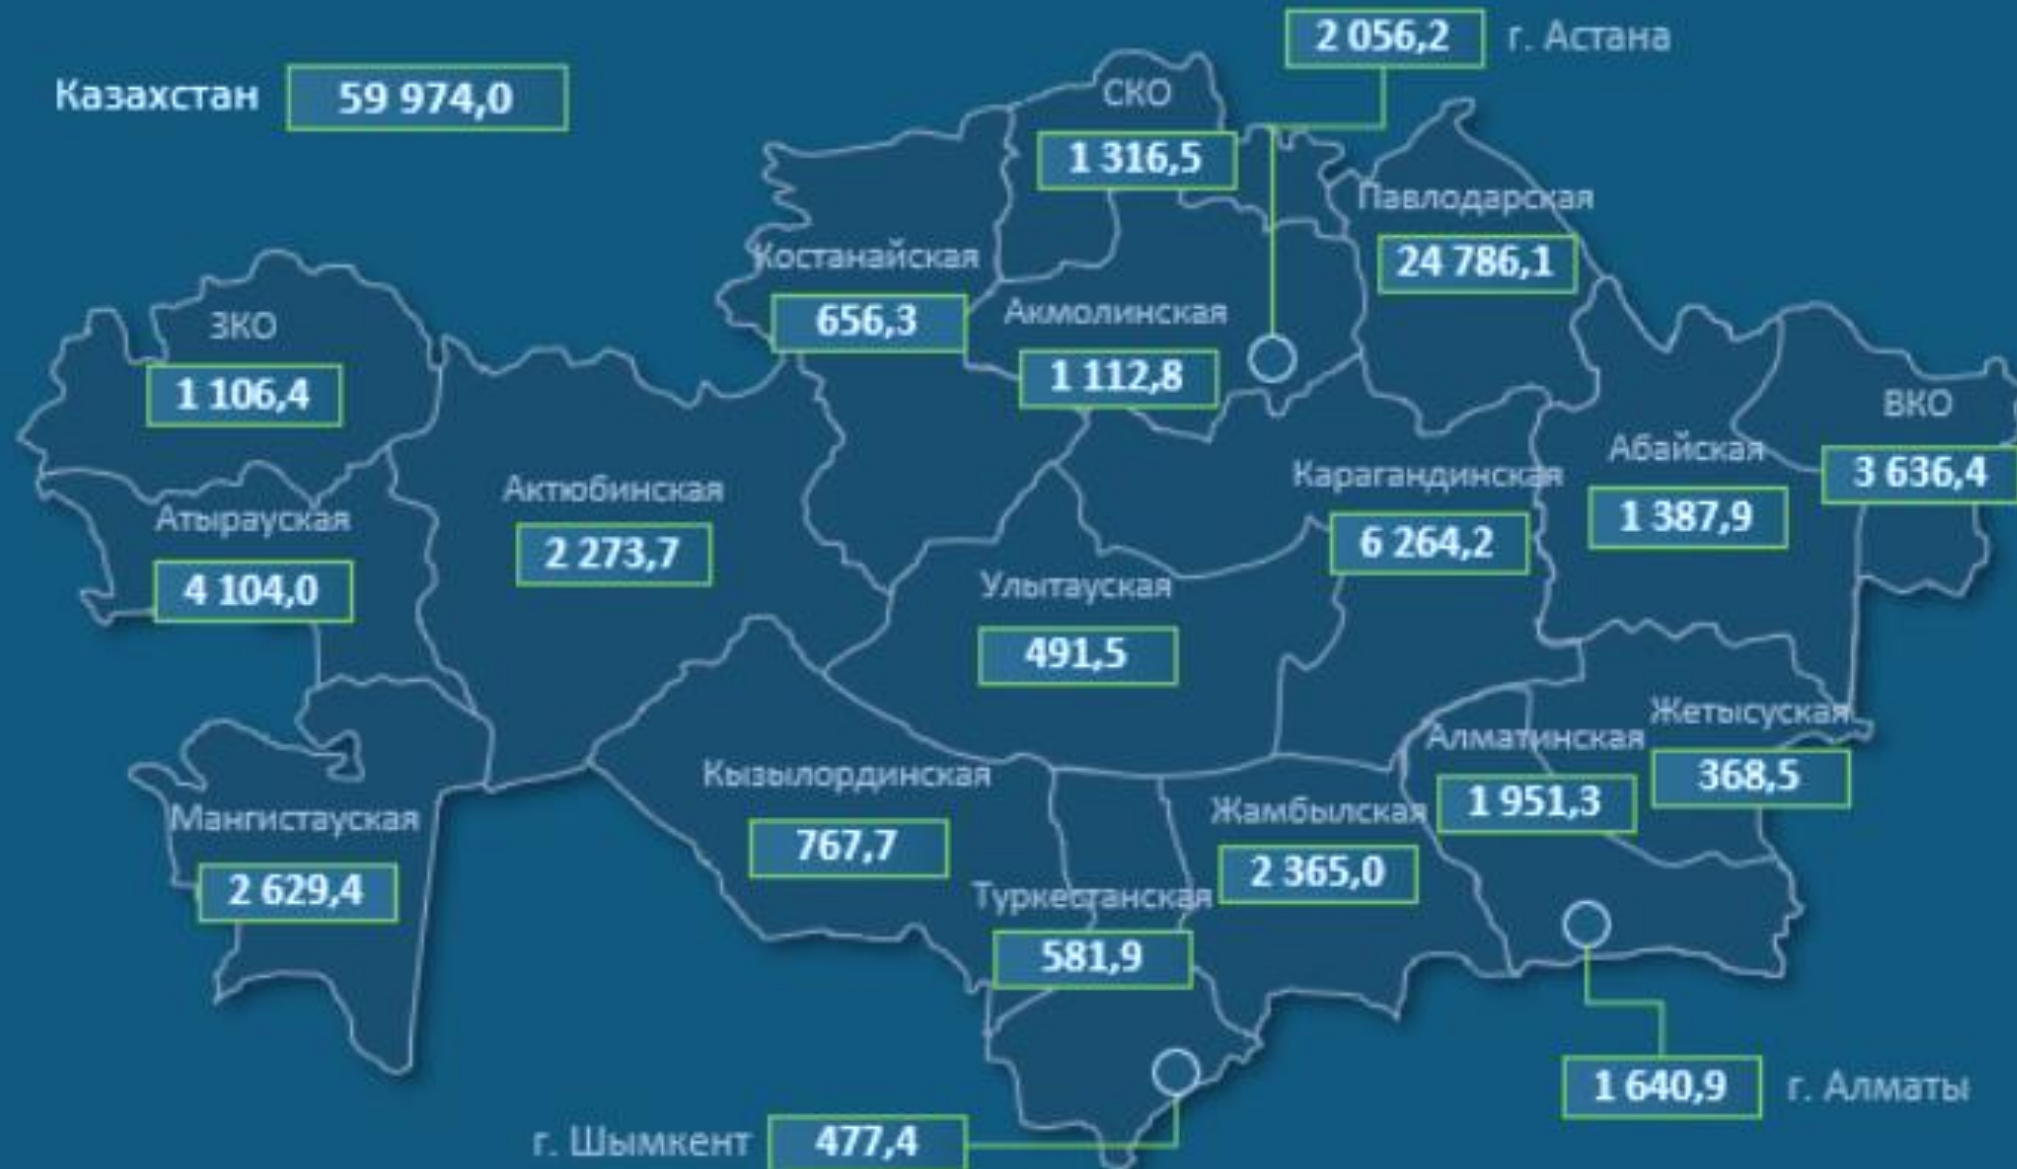 2 056,2 г. Астана
Казахстан 59 974,0
СКО
1 316,5
Павлодарская
24 786,1
Костанайская
656,3
Акмолинская
1 112,8
ЗКО
1 106,4
ВКО
3 636,4
Абайская
1 387,9
Карагандинская
6 264,2
Актюбинская
2 273,7
Атырауская
4 104,0
Улытауская
491,5
Жетысуская
368,5
Алматинская
1 951,3
Кызылординская
767,7
Жамбылская
2 365,0
Мангистауская
2 629,4
Туркестанская
581,9
1 640,9 г. Алматы
г. Шымкент 477,4